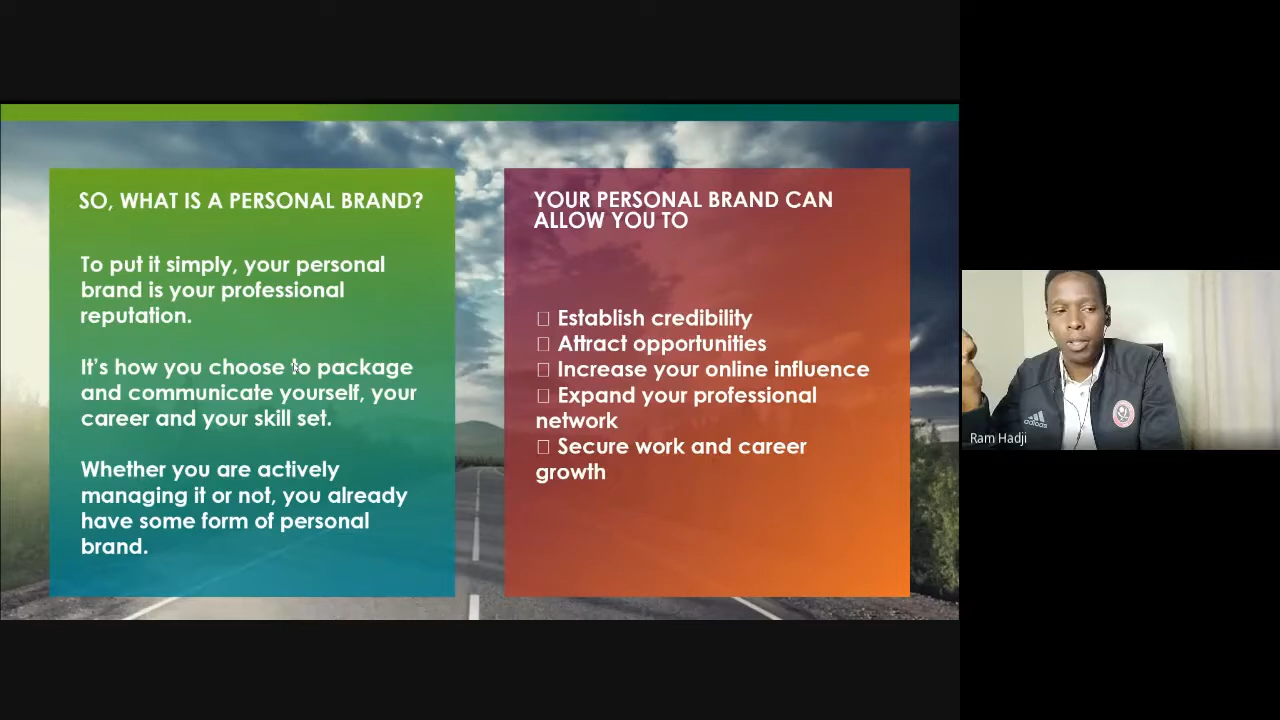 SO, WHAT IS A PERSONAL BRAND?
To put it simply, your personal
brand is your professional
reputation.
It's how you choose to package
and communicate yourself, your
career and your skill set.
Whether you are actively
managing it or not, you already
have some form of personal
brand.
YOUR PERSONAL BRAND CAN
ALLOW YOU TO
□ Establish credibility
□ Attract opportunities
□ Increase your online influence
□ Expand your professional
network
□ Secure work and career
growth
adidas
Ram Hadji